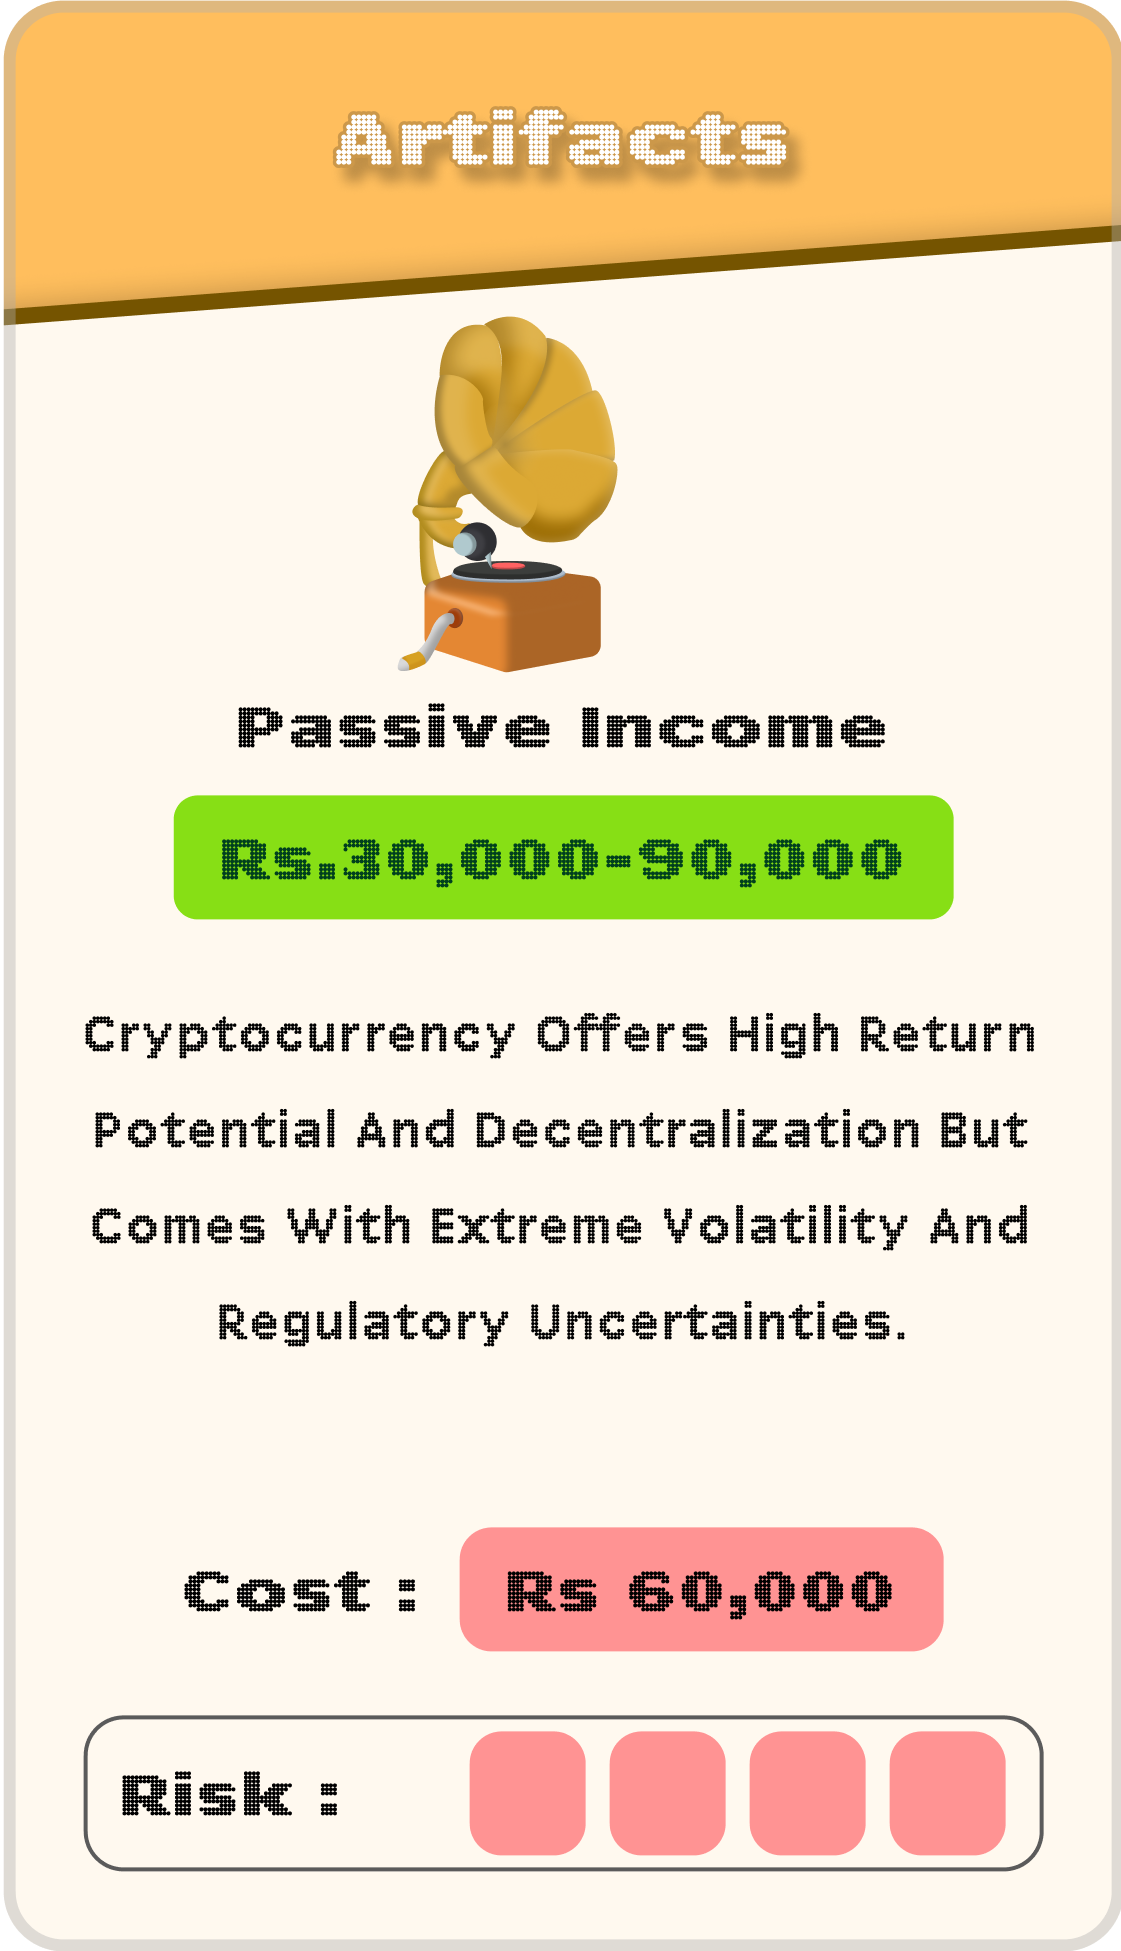 Artifacts
Passive Income
Rs.30,000-90,000
Cryptocurrency Offers High Return
Potential And Decentralization But
Comes With Extreme Volatility And
Regulatory Uncertainties.
Cost : Rs 60,000
Risk :